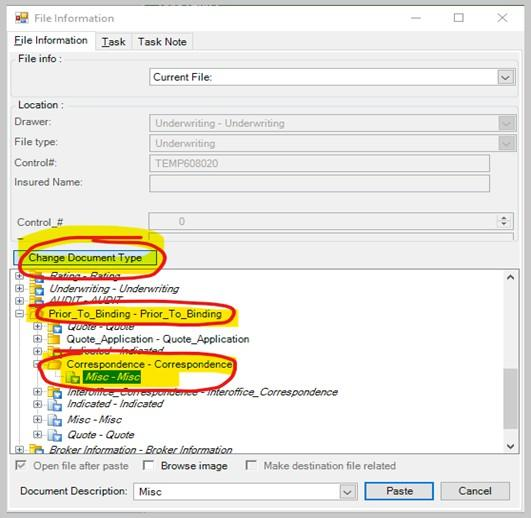 File Information
File Information Task Task Note
File info :
Current File:
Location :
Drawer: Underwriting - Underwriting
File type: Underwriting
Control#: TEMP608020
Insured Name:
Control_# 0
Change Document Type
Rating - Rating
Underwriting - Underwriting
AUDIT - AUDIT
Prior_To_Binding - Prior_To_Binding
Quote - Quote
Quote_Application - Quote_Application
Indicated - Indicated
Correspondence - Correspondence
Misc - Misc
Interoffice_Correspondence - Interoffice_Correspondence
Indicated - Indicated
Misc - Misc
Quote - Quote
Broker Information - Broker Information
Open file after paste Browse image Make destination file related
Document Description: Misc Paste Cancel